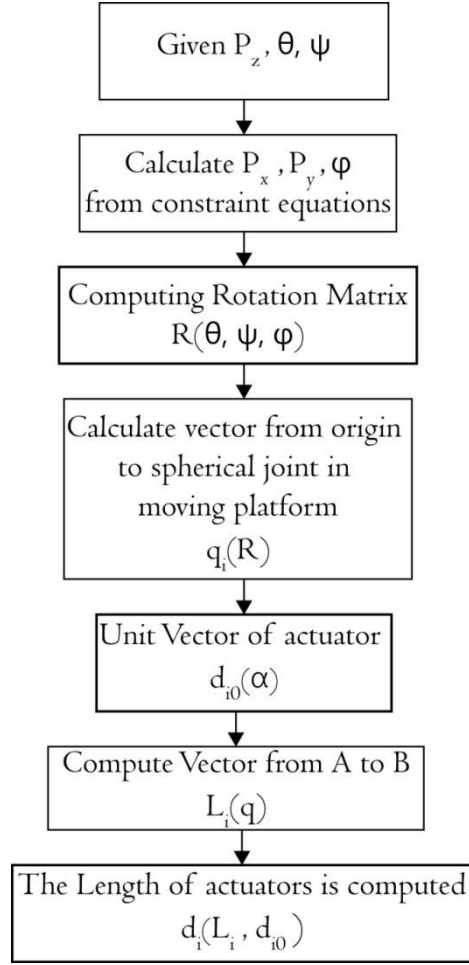 Given P_z, θ, ψ
Calculate P_x, P_y, φ
from constraint equations
Computing Rotation Matrix
R(θ, ψ, φ)
Calculate vector from origin
to spherical joint in
moving platform
q_i(R)
Unit Vector of actuator
d_i0(α)
Compute Vector from A to B
L_i(q)
The Length of actuators is computed
d_i(L_i, d_i0)